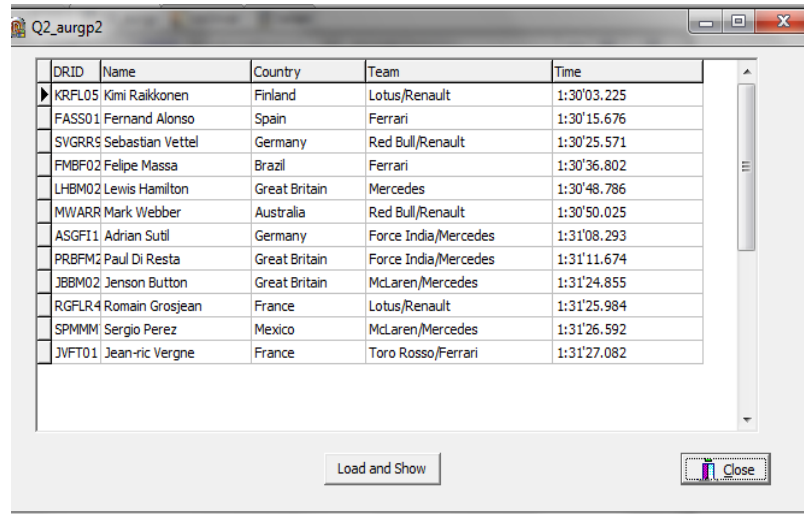 Q2_aurgp2
DRID Name Country Team Time
KRFL05 Kimi Raikkonen Finland Lotus/Renault 1:30'03.225
FASS01 Fernand Alonso Spain Ferrari 1:30'15.676
SVGRR9 Sebastian Vettel Germany Red Bull/Renault 1:30'25.571
FMBF02 Felipe Massa Brazil Ferrari 1:30'36.802
LHBM02 Lewis Hamilton Great Britain Mercedes 1:30'48.786
MWARR Mark Webber Australia Red Bull/Renault 1:30'50.025
ASGFI1 Adrian Sutil Germany Force India/Mercedes 1:31'08.293
PRBFM2 Paul Di Resta Great Britain Force India/Mercedes 1:31'11.674
JBBM02 Jenson Button Great Britain McLaren/Mercedes 1:31'24.855
RGFLR4 Romain Grosjean France Lotus/Renault 1:31'25.984
SPMMM Sergio Perez Mexico McLaren/Mercedes 1:31'26.592
JVFT01 Jean-ric Vergne France Toro Rosso/Ferrari 1:31'27.082
Load and Show
Close